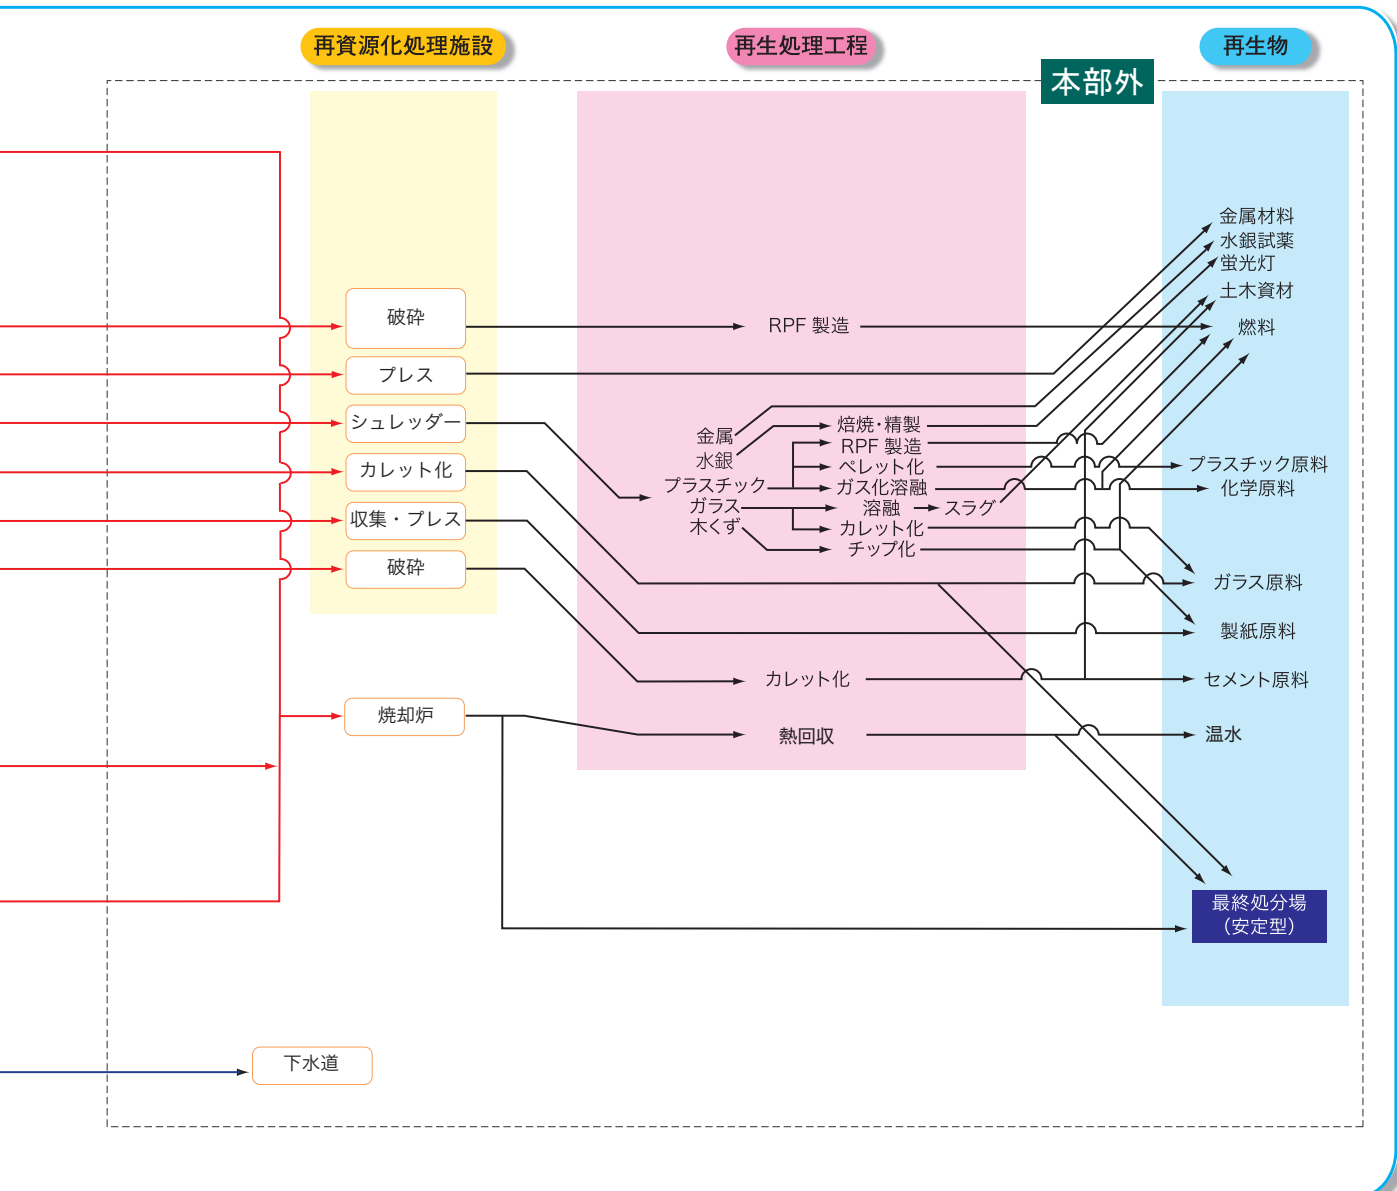 再資源化処理施設
再生処理工程
再生物
本部外
金属材料
水銀試薬
蛍光灯
土木資材
燃料
破砕
RPF 製造
プレス
シュレッダー
金属
水銀
プラスチック
ガラス
木くず
焙焼・精製
RPF 製造
ペレット化
ガス化溶融
溶融
スラグ
カレット化
チップ化
プラスチック原料
化学原料
カレット化
収集・プレス
破砕
ガラス原料
製紙原料
カレット化
セメント原料
焼却炉
熱回収
温水
最終処分場
（安定型）
下水道